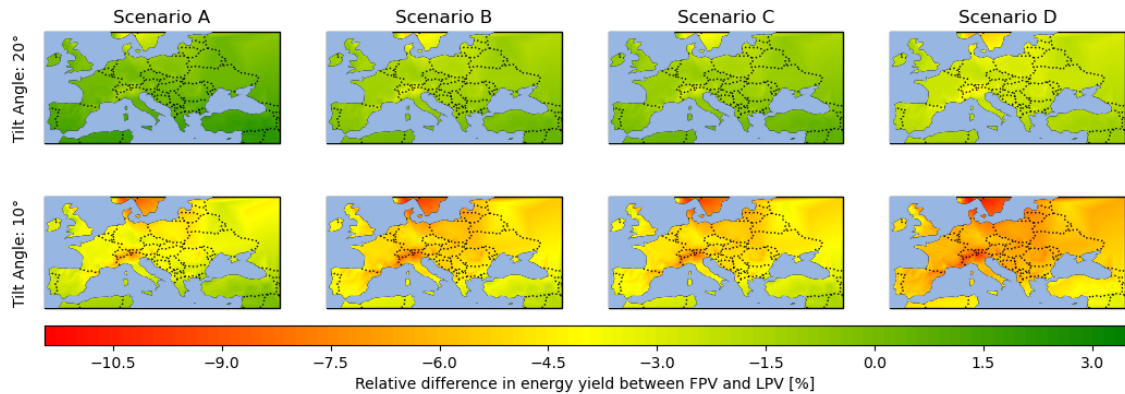 Scenario A
Scenario B
Scenario C
Scenario D
Tilt Angle: 20°
Tilt Angle: 10°
−10.5
−9.0
−7.5
−6.0
−4.5
−3.0
−1.5
0.0
1.5
3.0
Relative difference in energy yield between FPV and LPV [%]